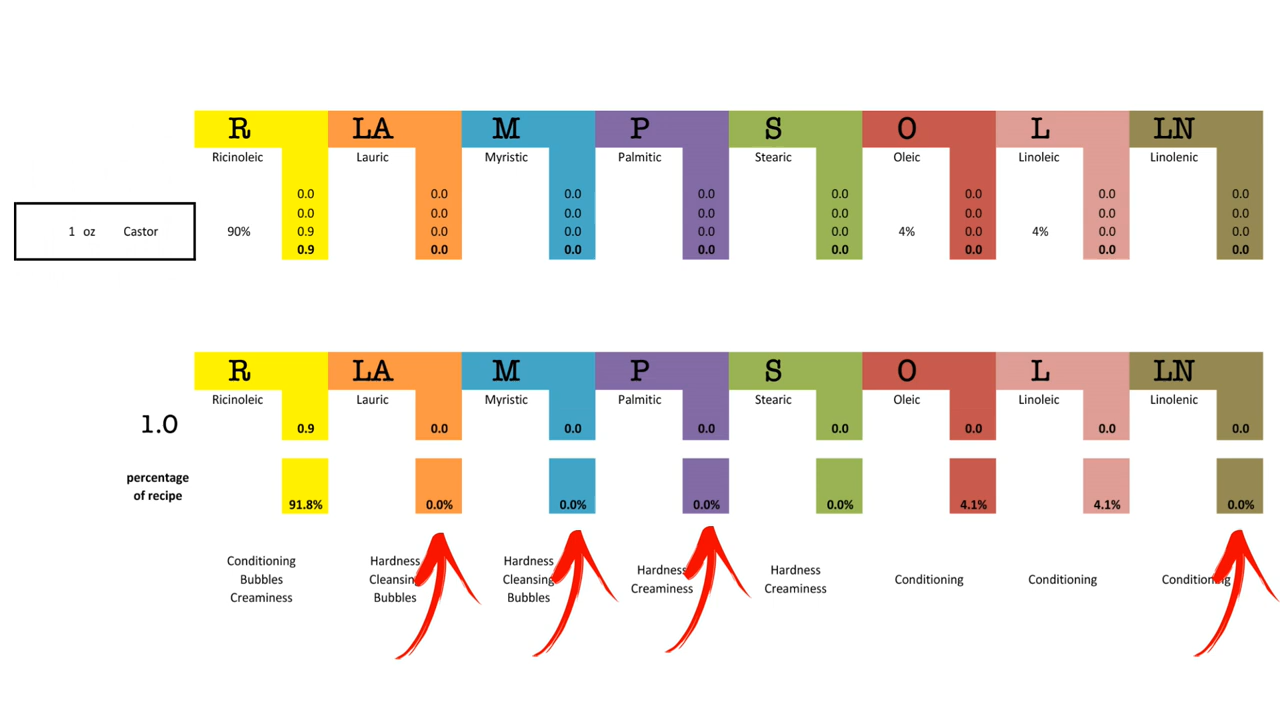 R LA M P S O L LN
Ricinoleic Lauric Myristic Palmitic Stearic Oleic Linoleic Linolenic
0.0 0.0 0.0 0.0 0.0 0.0 0.0 0.0
0.0 0.0 0.0 0.0 0.0 0.0 0.0 0.0
1 oz Castor 90% 0.9 0.0 0.0 0.0 0.0 4% 0.0 4% 0.0 0.0
0.9 0.0 0.0 0.0 0.0 0.0 0.0 0.0
R LA M P S O L LN
Ricinoleic Lauric Myristic Palmitic Stearic Oleic Linoleic Linolenic
1.0 0.9 0.0 0.0 0.0 0.0 0.0 0.0 0.0
percentage
of recipe
91.8% 0.0% 0.0% 0.0% 0.0% 4.1% 4.1% 0.0%
Conditioning
Bubbles
Creaminess
Hardness
Cleansing
Bubbles
Hardness
Cleansing
Bubbles
Hardness
Creaminess
Hardness
Creaminess
Conditioning
Conditioning
Conditioning